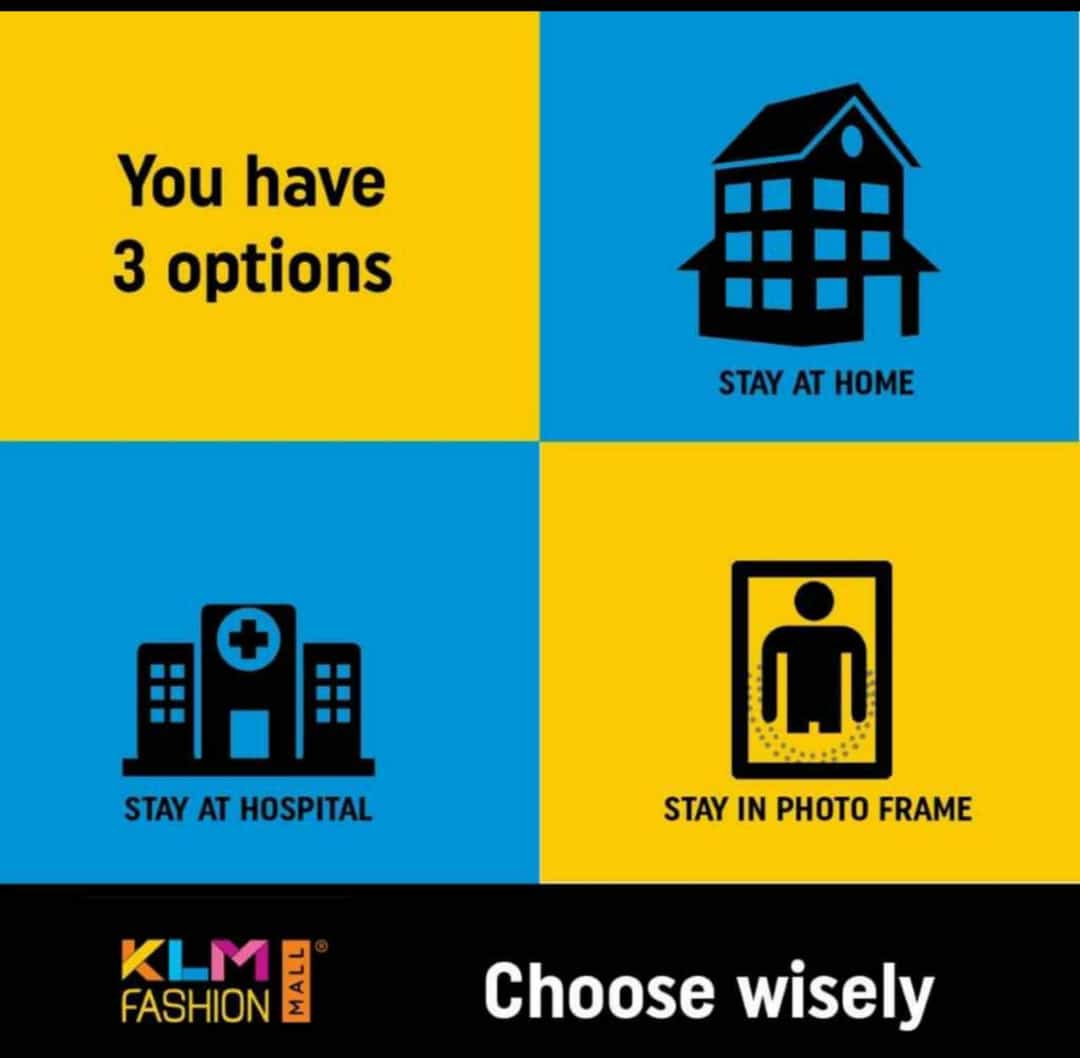 You have
3 options
STAY AT HOME
STAY AT HOSPITAL
STAY IN PHOTO FRAME
KLM
FASHION
MALL
®
Choose wisely